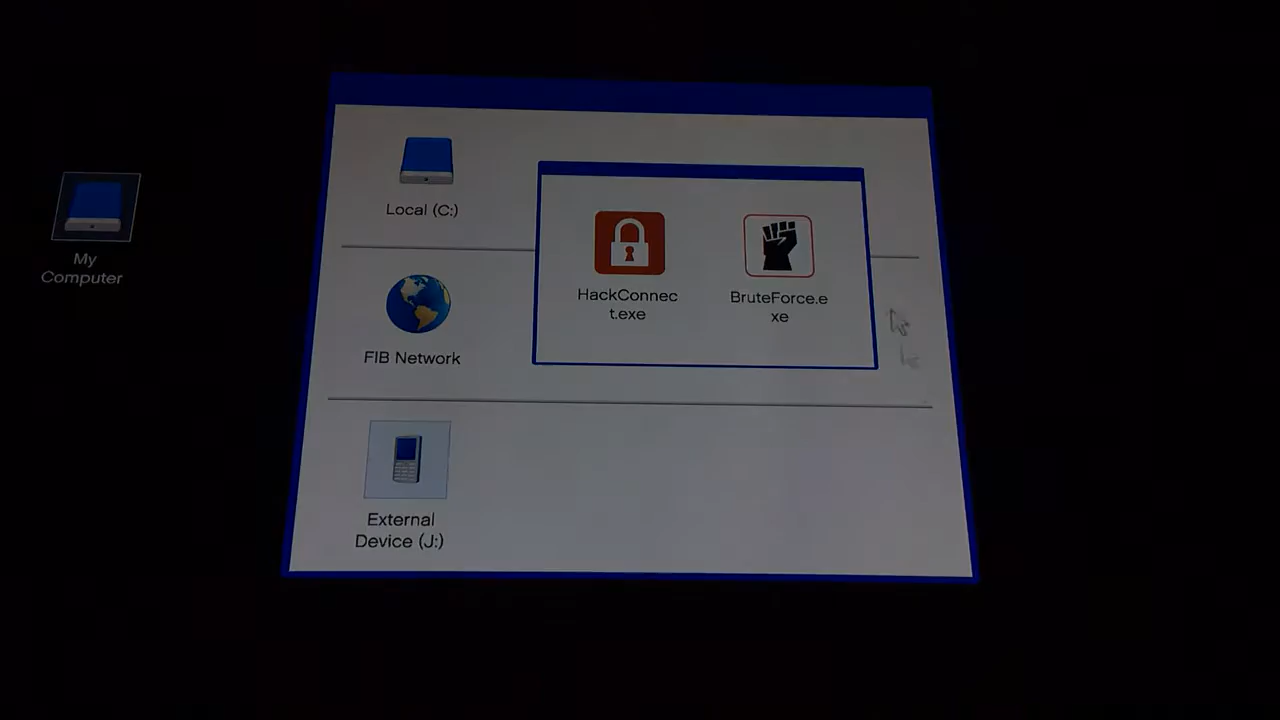 My
Computer
Local (C:)
HackConnec
t.exe
BruteForce.e
xe
FIB Network
External
Device (J:)